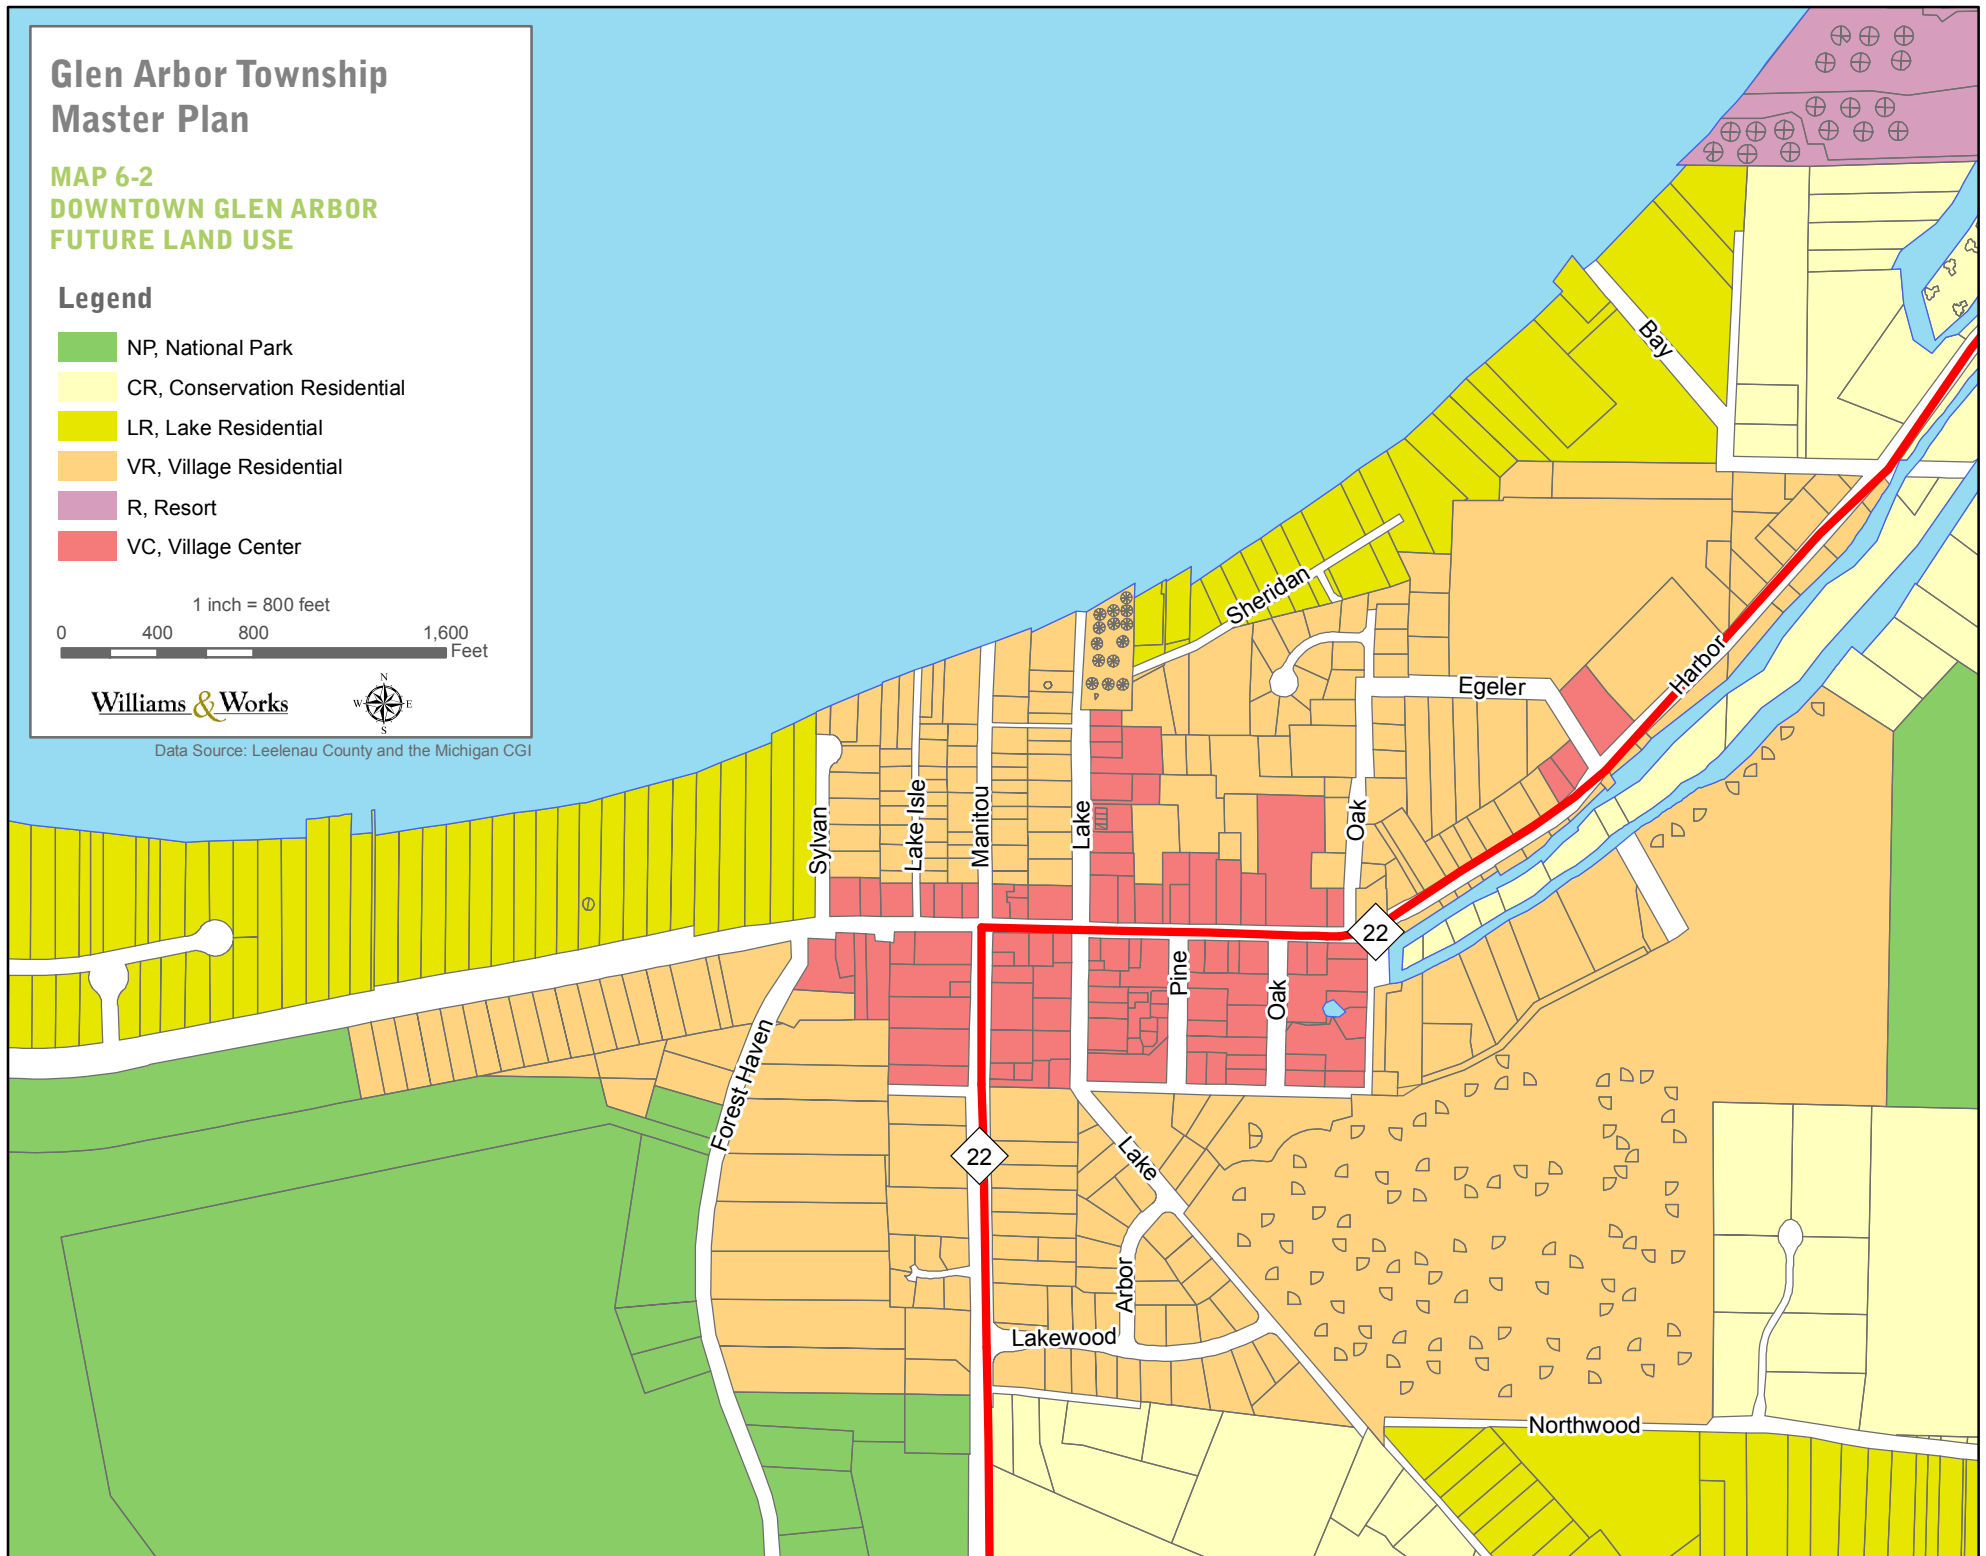 Glen Arbor Township
Master Plan
MAP 6-2
DOWNTOWN GLEN ARBOR
FUTURE LAND USE
Legend
NP, National Park
CR, Conservation Residential
LR, Lake Residential
VR, Village Residential
R, Resort
VC, Village Center
1 inch = 800 feet
0 400 800 1,600
Feet
Williams & Works
N
W E
S
Data Source: Leelenau County and the Michigan CGI
Bay
Sheridan
Harbor
Egeler
Sylvan
Lake Isle
Manitou
Lake
Oak
22
Pine
Oak
Forest Haven
22
Lake
Arbor
Lakewood
Northwood